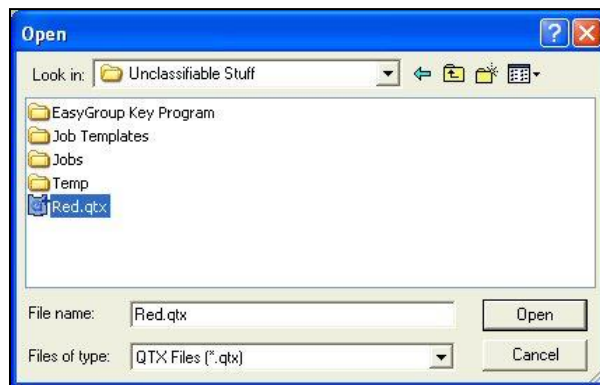 Open
Look in: Unclassifiable Stuff
EasyGroup Key Program
Job Templates
Jobs
Temp
Red.qtx
File name: Red.qtx Open
Files of type: QTX Files (*.qtx) Cancel